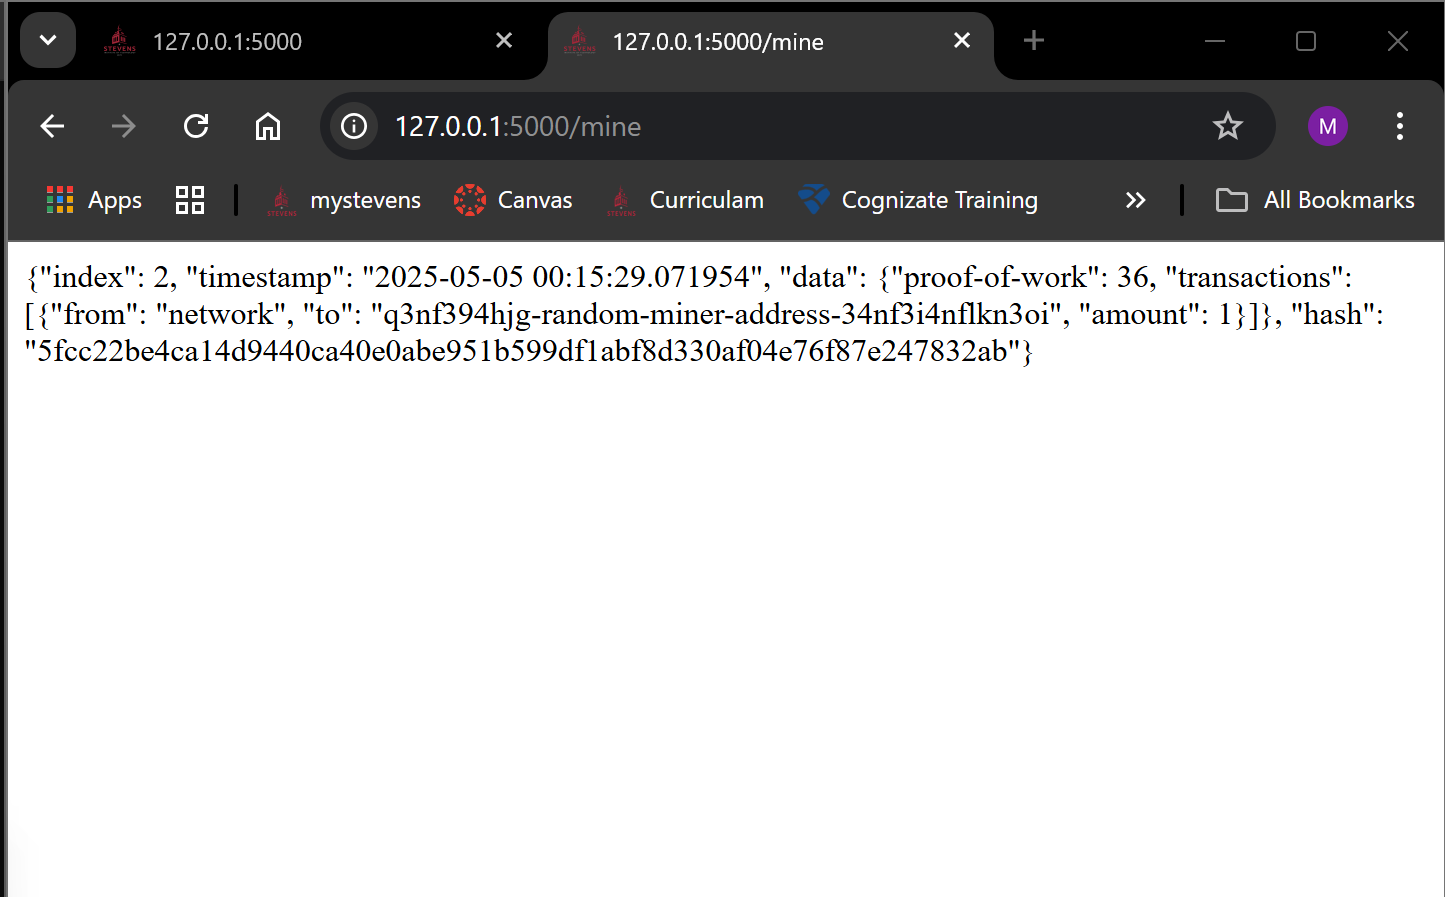 127.0.0.1:5000
127.0.0.1:5000/mine
127.0.0.1:5000/mine
M
Apps
mystevens
Canvas
Curriculam
Cognizate Training
All Bookmarks
{"index": 2, "timestamp": "2025-05-05 00:15:29.071954", "data": {"proof-of-work": 36, "transactions":
[{"from": "network", "to": "q3nf394hjg-random-miner-address-34nf3i4nflkn3oi", "amount": 1}]}, "hash":
"5fcc22be4ca14d9440ca40e0abe951b599df1abf8d330af04e76f87e247832ab"}